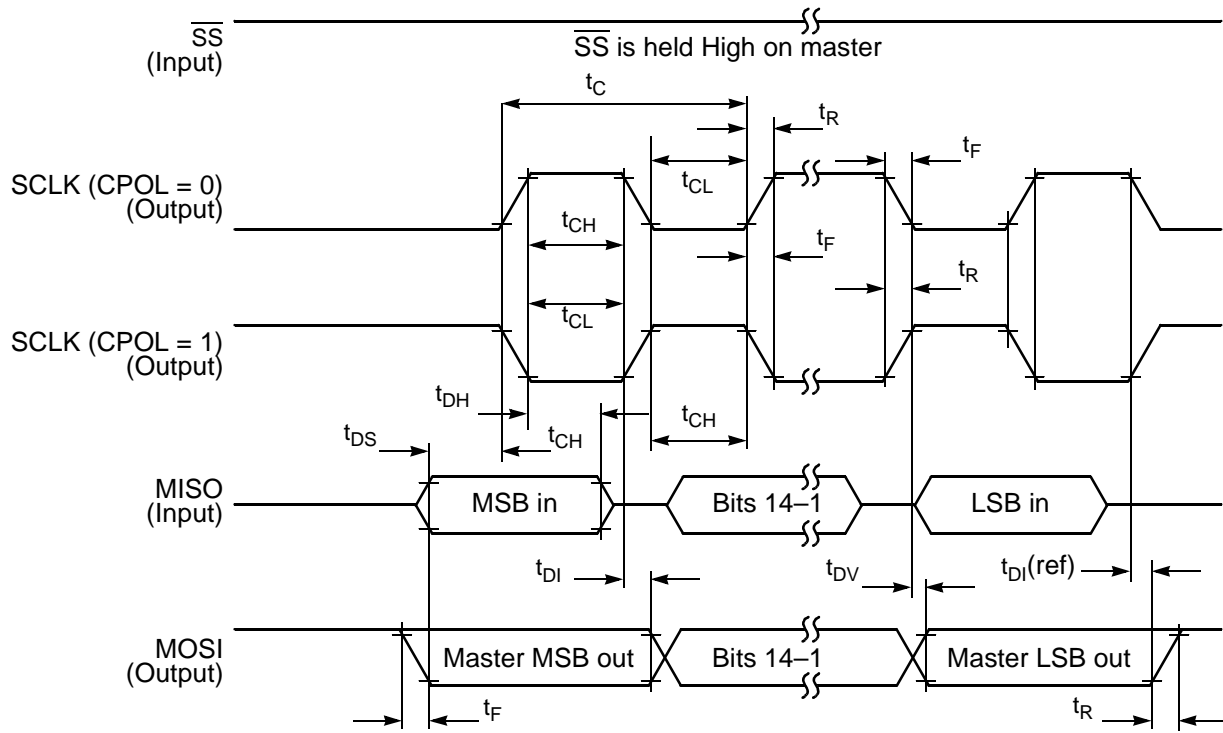 SS
(Input)
SS is held High on master
tC
tR
tF
SCLK (CPOL = 0)
(Output)
tCL
tCH
tF
tR
tCL
SCLK (CPOL = 1)
(Output)
tDH
tCH
tCH
tDS
MISO
(Input)
MSB in
Bits 14–1
LSB in
tDI
tDV
tDI(ref)
MOSI
(Output)
Master MSB out
Bits 14–1
Master LSB out
tF
tR